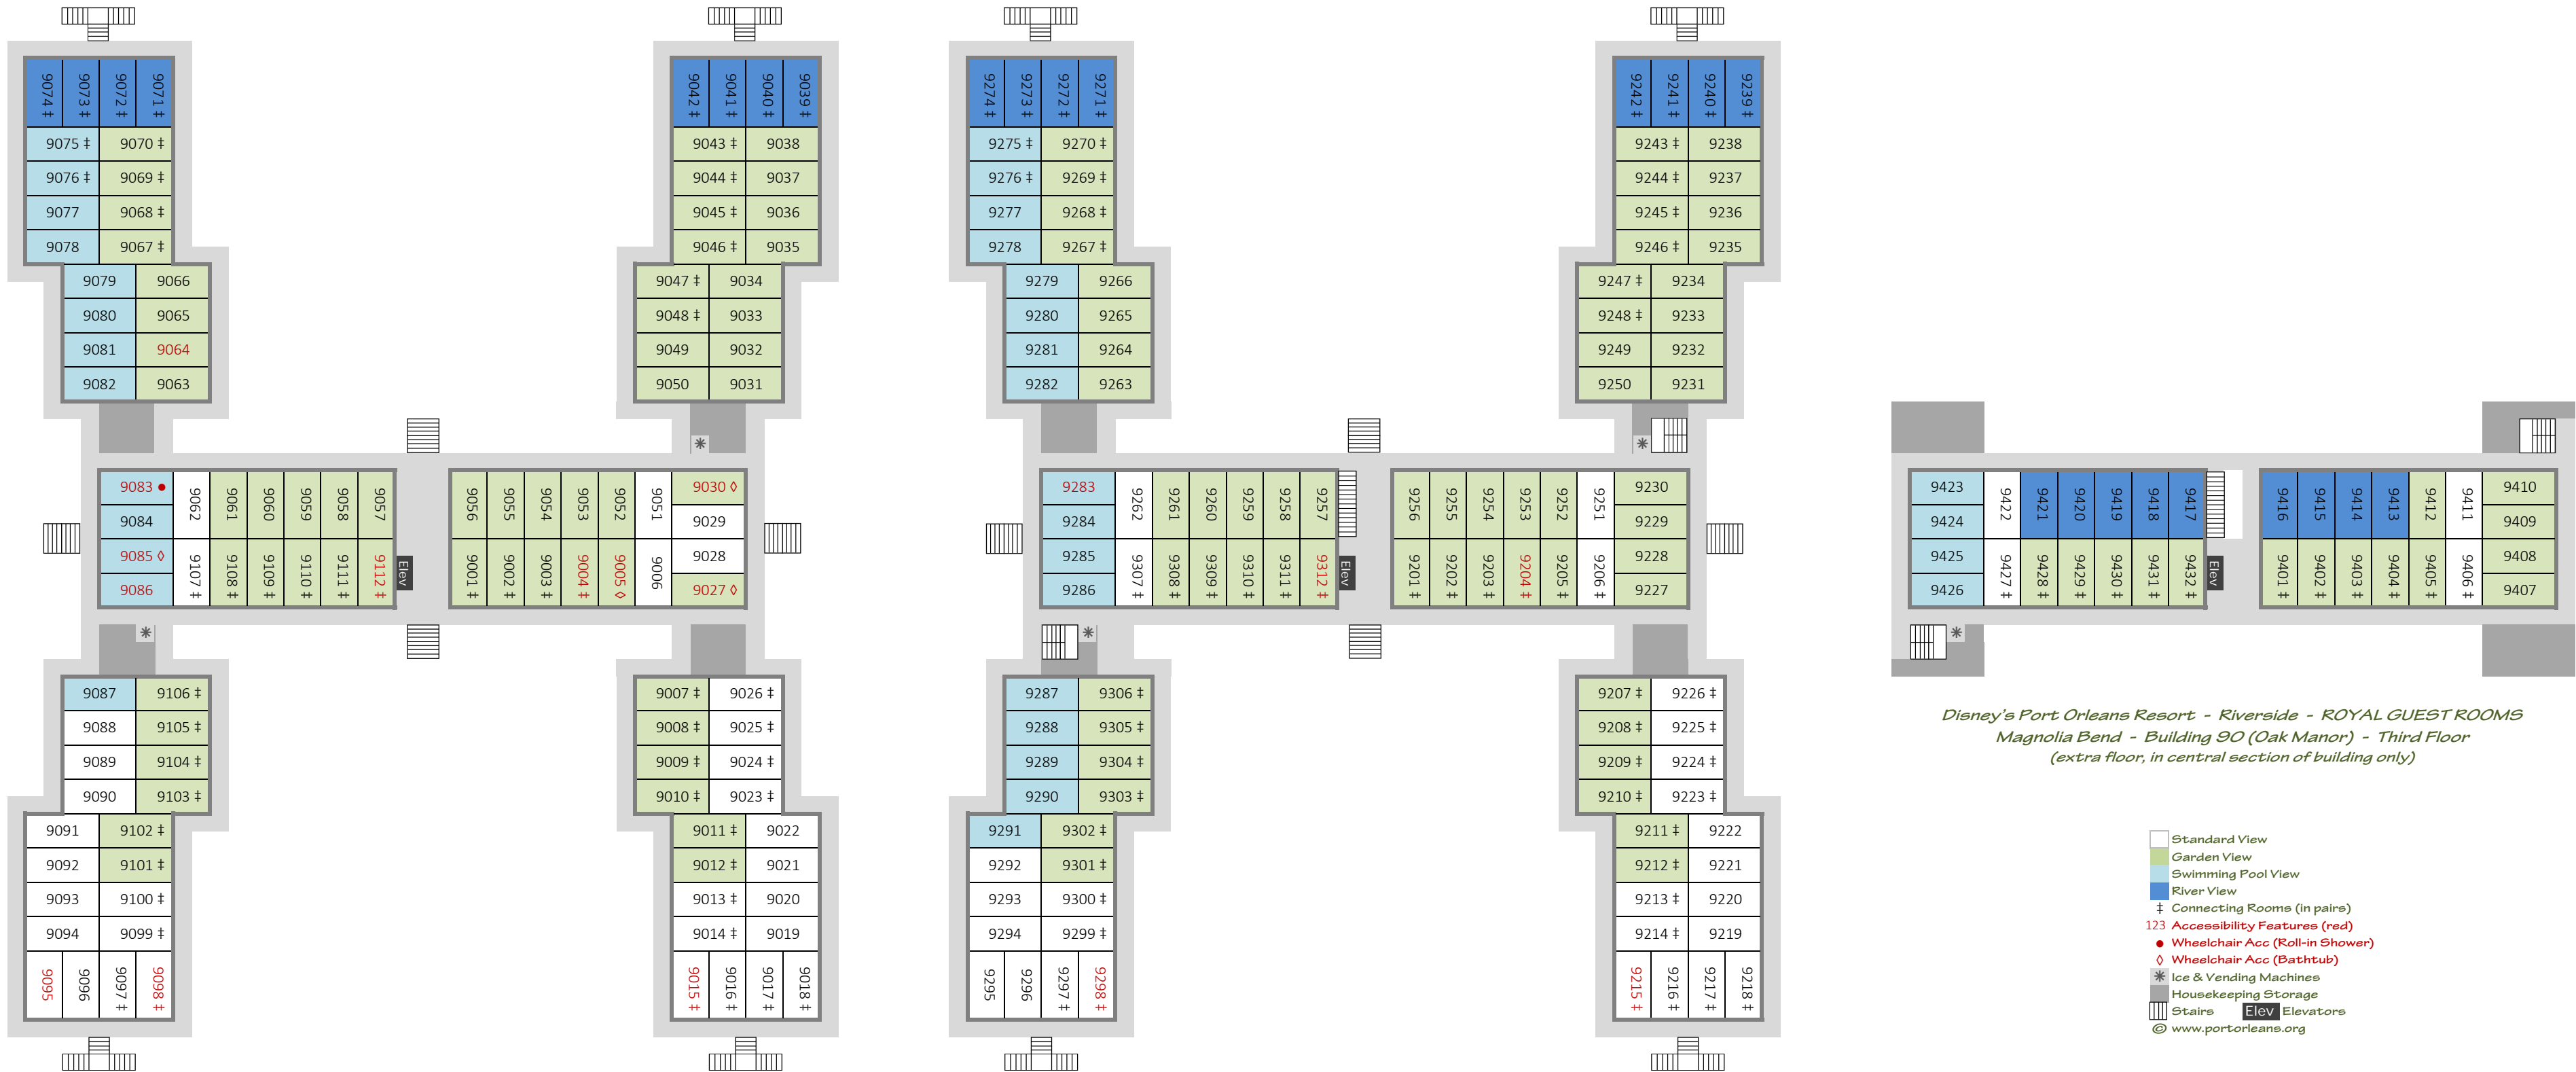 9074 ‡ 9073 ‡ 9072 ‡ 9071 ‡
9075 ‡ 9070 ‡
9076 ‡ 9069 ‡
9077 9068 ‡
9078 9067 ‡
9079 9066
9080 9065
9081 9064
9082 9063
9042 ‡ 9041 ‡ 9040 ‡ 9039 ‡
9043 ‡ 9038
9044 ‡ 9037
9045 ‡ 9036
9046 ‡ 9035
9047 ‡ 9034
9048 ‡ 9033
9049 9032
9050 9031
9083 ● 9062 9061 9060 9059 9058 9057
9084
9085 ◊ 9107 ‡ 9108 ‡ 9109 ‡ 9110 ‡ 9111 ‡ 9112 ‡ Elev
9086
9056 9055 9054 9053 ◊ 9052 ◊ 9051 9030 ◊
9029
9001 ‡ 9002 ‡ 9003 ‡ 9004 ‡ 9005 ◊ 9006 9028
9027 ◊
9087 9106 ‡
9088 9105 ‡
9089 9104 ‡
9090 9103 ‡
9091 9102 ‡
9092 9101 ‡
9093 9100 ‡
9094 9099 ‡
9095 9096 9097 ‡ 9098 ‡
9007 ‡ 9026 ‡
9008 ‡ 9025 ‡
9009 ‡ 9024 ‡
9010 ‡ 9023 ‡
9011 ‡ 9022
9012 ‡ 9021
9013 ‡ 9020
9014 ‡ 9019
9015 ‡ 9016 ‡ 9017 ‡ 9018 ‡
9274 ‡ 9273 ‡ 9272 ‡ 9271 ‡
9275 ‡ 9270 ‡
9276 ‡ 9269 ‡
9277 9268 ‡
9278 9267 ‡
9279 9266
9280 9265
9281 9264
9282 9263
9242 ‡ 9241 ‡ 9240 ‡ 9239 ‡
9243 ‡ 9238
9244 ‡ 9237
9245 ‡ 9236
9246 ‡ 9235
9247 ‡ 9234
9248 ‡ 9233
9249 9232
9250 9231
9283 9262 9261 9260 9259 9258 9257
9284
9285 9307 ‡ 9308 ‡ 9309 ‡ 9310 ‡ 9311 ‡ 9312 ‡ Elev
9286
9256 9255 9254 9253 9252 9251 9230
9229
9201 ‡ 9202 ‡ 9203 ‡ 9204 ‡ 9205 ‡ 9206 ‡ 9228
9227
9287 9306 ‡
9288 9305 ‡
9289 9304 ‡
9290 9303 ‡
9291 9302 ‡
9292 9301 ‡
9293 9300 ‡
9294 9299 ‡
9295 9296 9297 ‡ 9298 ‡
9207 ‡ 9226 ‡
9208 ‡ 9225 ‡
9209 ‡ 9224 ‡
9210 ‡ 9223 ‡
9211 ‡ 9222
9212 ‡ 9221
9213 ‡ 9220
9214 ‡ 9219
9215 ‡ 9216 ‡ 9217 ‡ 9218 ‡
9423 9422 9421 9420 9419 9418 9417
9424
9425 9427 ‡ 9428 ‡ 9429 ‡ 9430 ‡ 9431 ‡ 9432 ‡ Elev
9426
9416 9415 9414 9413 9412 9411 9410
9409
9401 ‡ 9402 ‡ 9403 ‡ 9404 ‡ 9405 ‡ 9406 ‡ 9408
9407
Disney's Port Orleans Resort - Riverside - ROYAL GUEST ROOMS
Magnolia Bend - Building 90 (Oak Manor) - Third Floor
(extra floor, in central section of building only)
Standard View
Garden View
Swimming Pool View
River View
‡ Connecting Rooms (in pairs)
123 Accessibility Features (red)
● Wheelchair Acc (Roll-in Shower)
◊ Wheelchair Acc (Bathtub)
Ice & Vending Machines
Housekeeping Storage
Stairs Elev Elevators
© www.portorleans.org